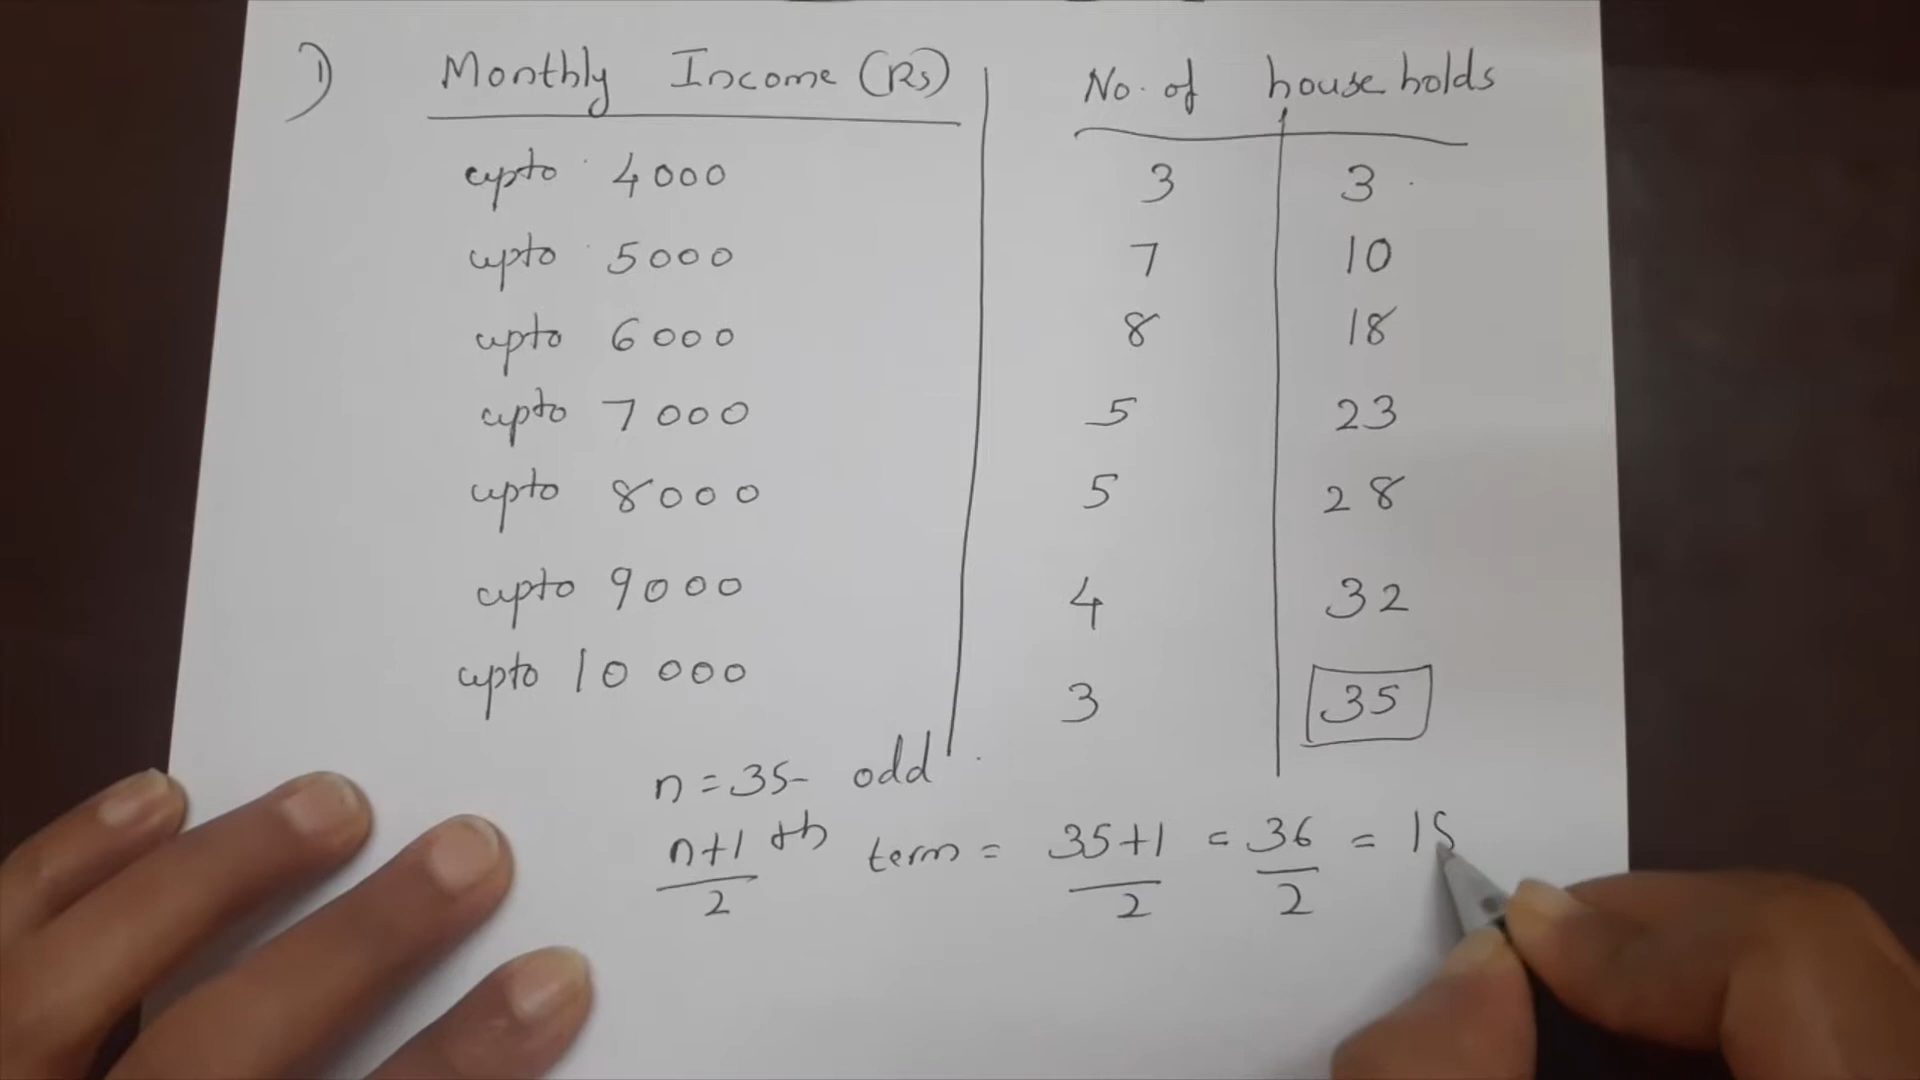 1) Monthly Income (Rs) No. of house holds
upto 4000 3 3
upto 5000 7 10
upto 6000 8 18
upto 7000 5 23
upto 8000 5 28
upto 9000 4 32
upto 10 000 3 35
n = 35 odd
n+1/2 th term = 35+1/2 = 36/2 = 1